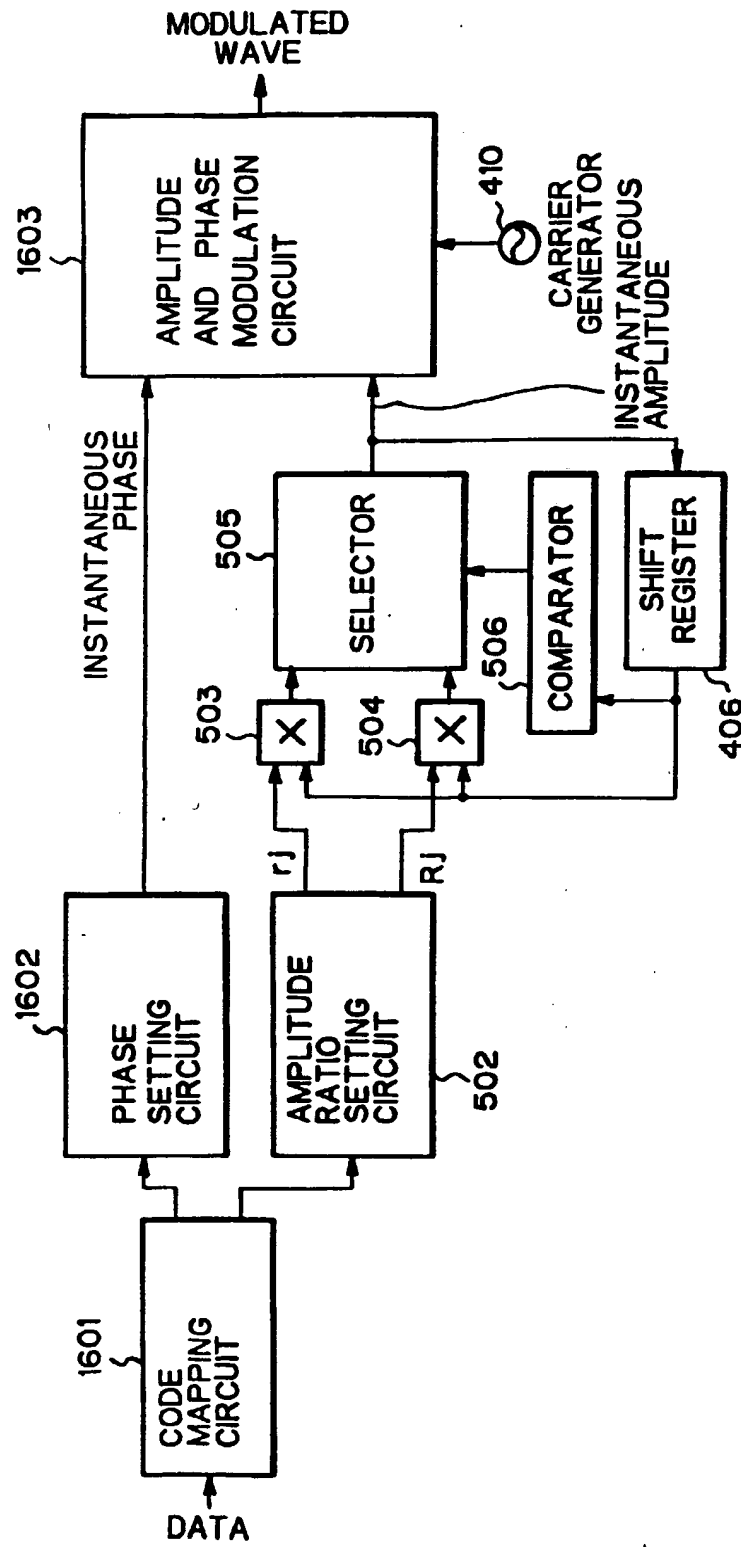 DATA
1601
CODE
MAPPING
CIRCUIT
1602
PHASE
SETTING
CIRCUIT
AMPLITUDE
RATIO
SETTING
CIRCUIT
502
rj
Rj
INSTANTANEOUS
PHASE
503
X
504
X
505
SELECTOR
506
COMPARATOR
SHIFT
REGISTER
406
INSTANTANEOUS
AMPLITUDE
1603
AMPLITUDE
AND PHASE
MODULATION
CIRCUIT
410
CARRIER
GENERATOR
MODULATED
WAVE